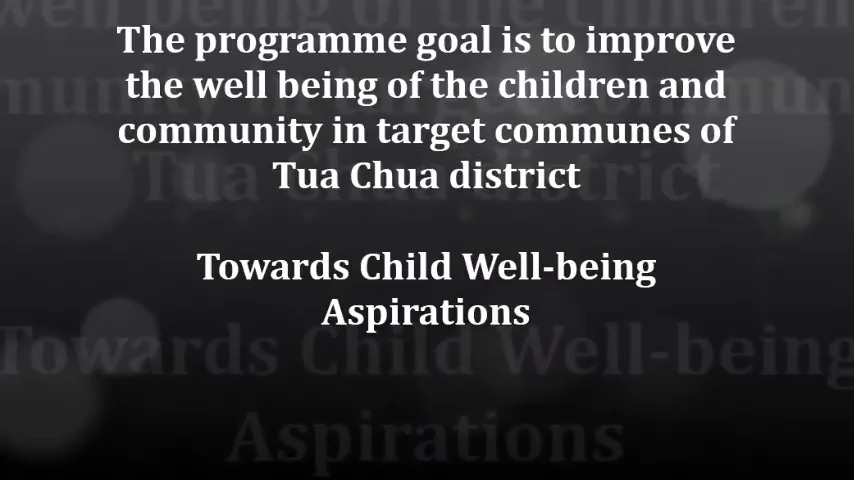 The programme goal is to improve
the well being of the children and
community in target communes of
Tua Chua district
Towards Child Well-being
Aspirations